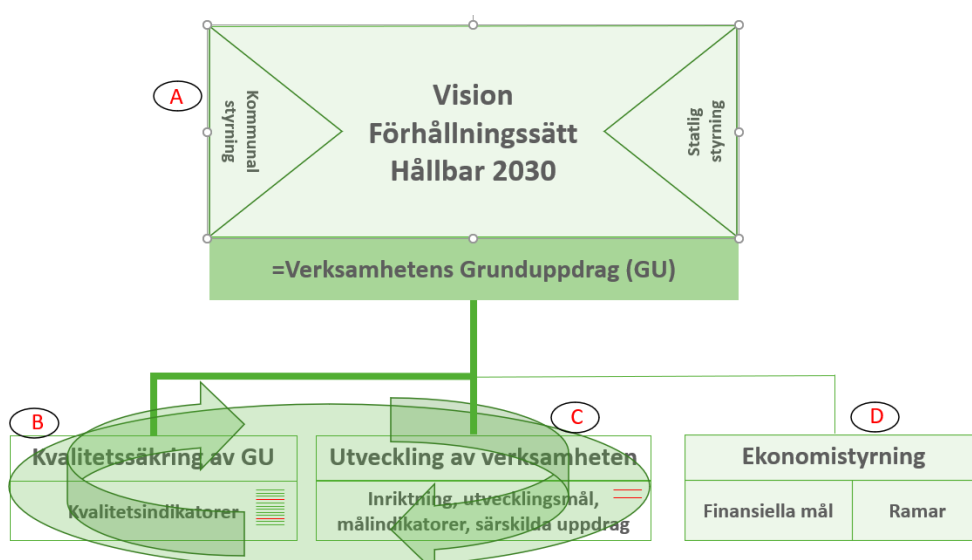 A
Kommunal
styrning
Vision
Förhållningssätt
Hållbar 2030
Statlig
styrning
=Verksamhetens Grunduppdrag (GU)
B
Kvalitetssäkring av GU
Kvalitetsindikatorer
C
Utveckling av verksamheten
Inriktning, utvecklingsmål,
målindikatorer, särskilda uppdrag
D
Ekonomistyrning
Finansiella mål
Ramar